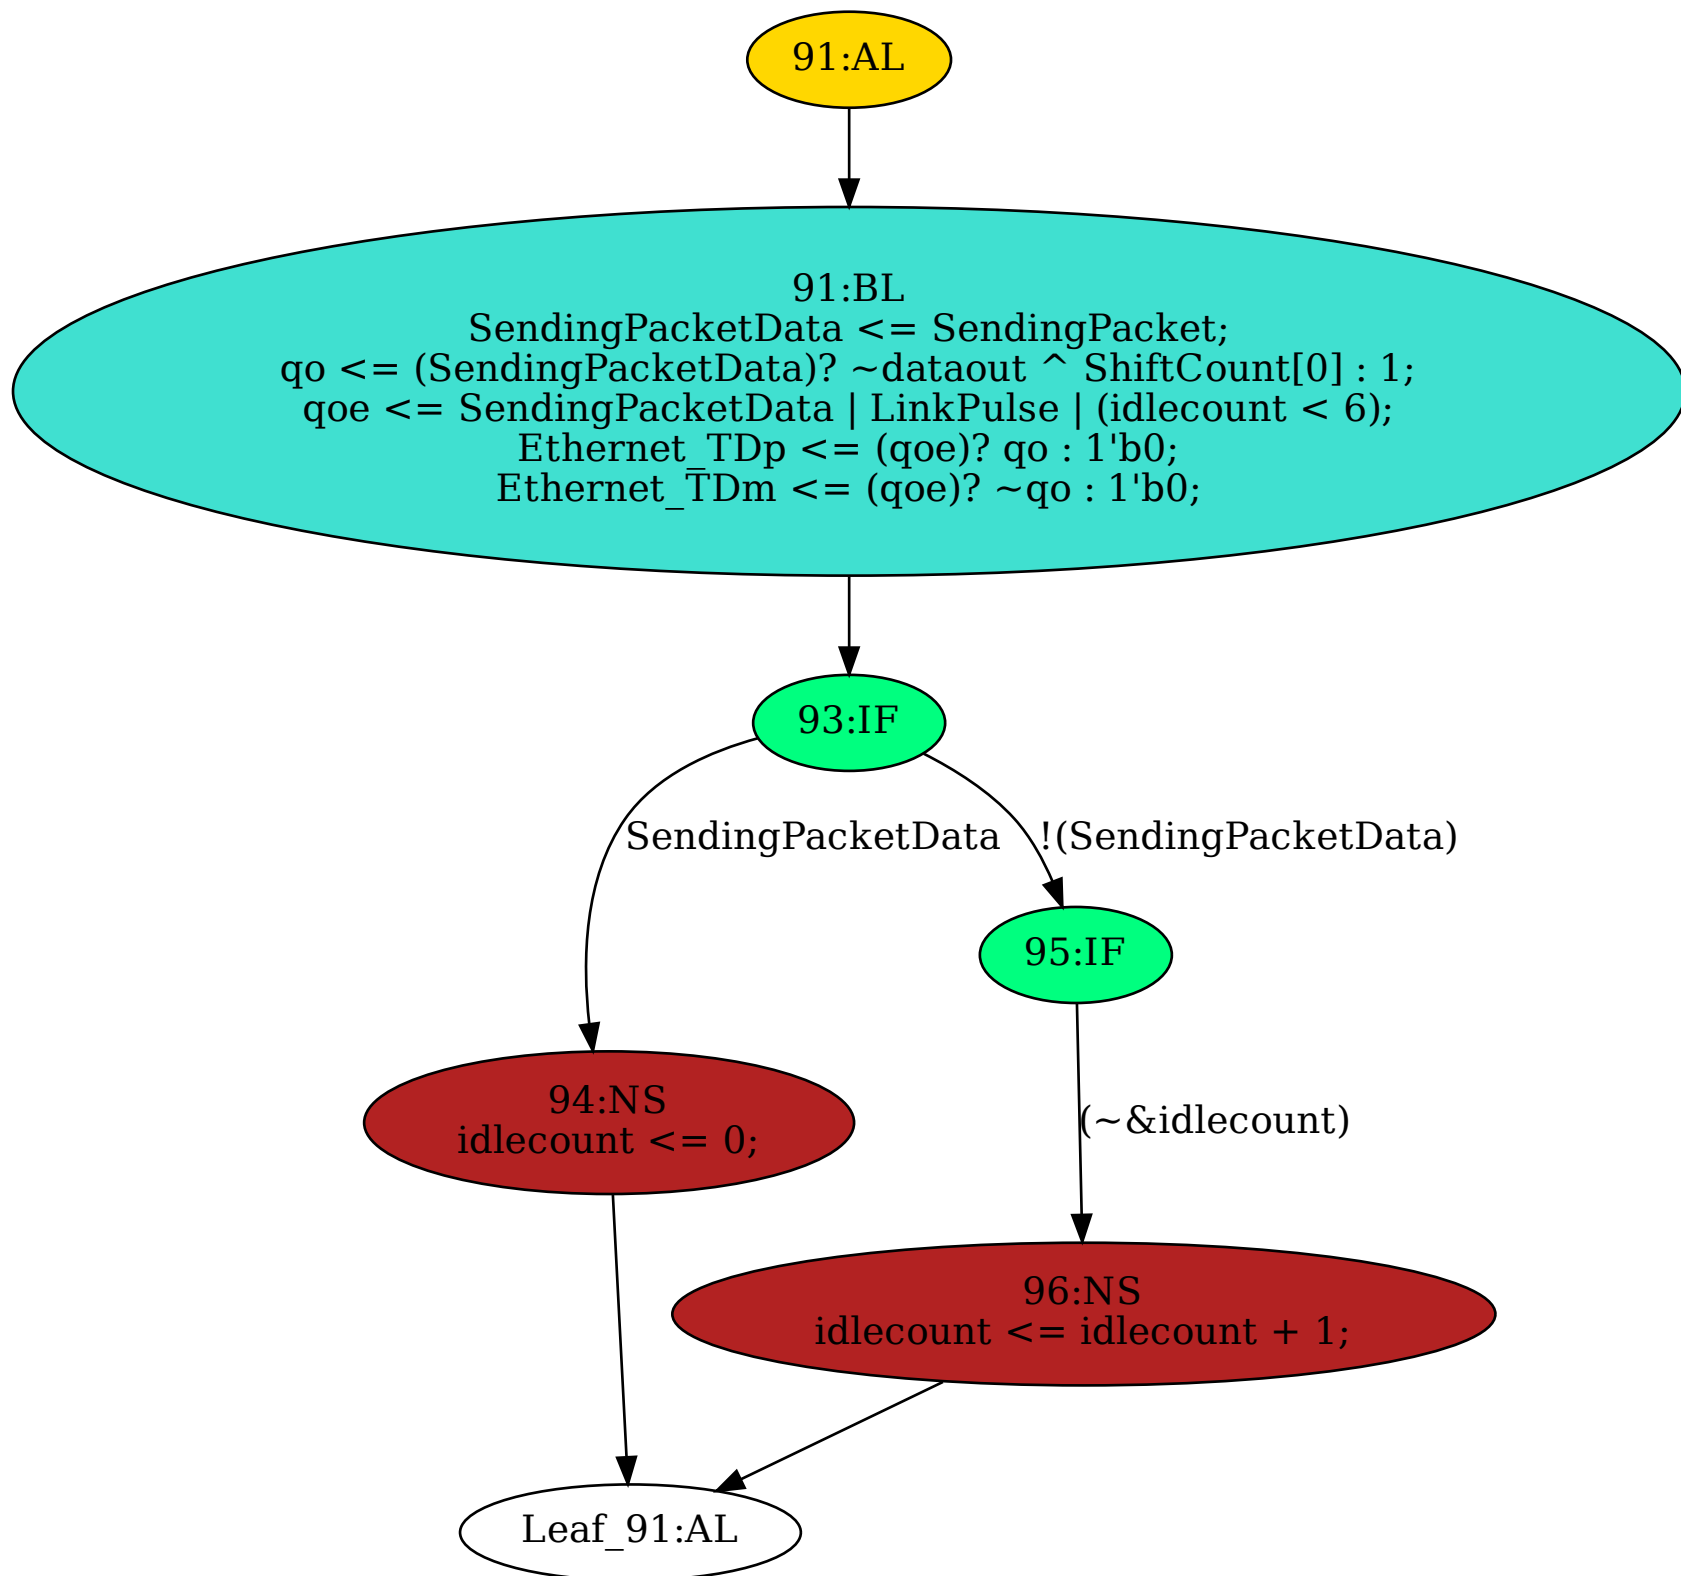 91:AL
91:BL
SendingPacketData <= SendingPacket;
qo <= (SendingPacketData)? ~dataout ^ ShiftCount[0] : 1;
qoe <= SendingPacketData | LinkPulse | (idlecount < 6);
Ethernet_TDp <= (qoe)? qo : 1'b0;
Ethernet_TDm <= (qoe)? ~qo : 1'b0;
93:IF
SendingPacketData
!(SendingPacketData)
95:IF
94:NS
idlecount <= 0;
(~&idlecount)
96:NS
idlecount <= idlecount + 1;
Leaf_91:AL